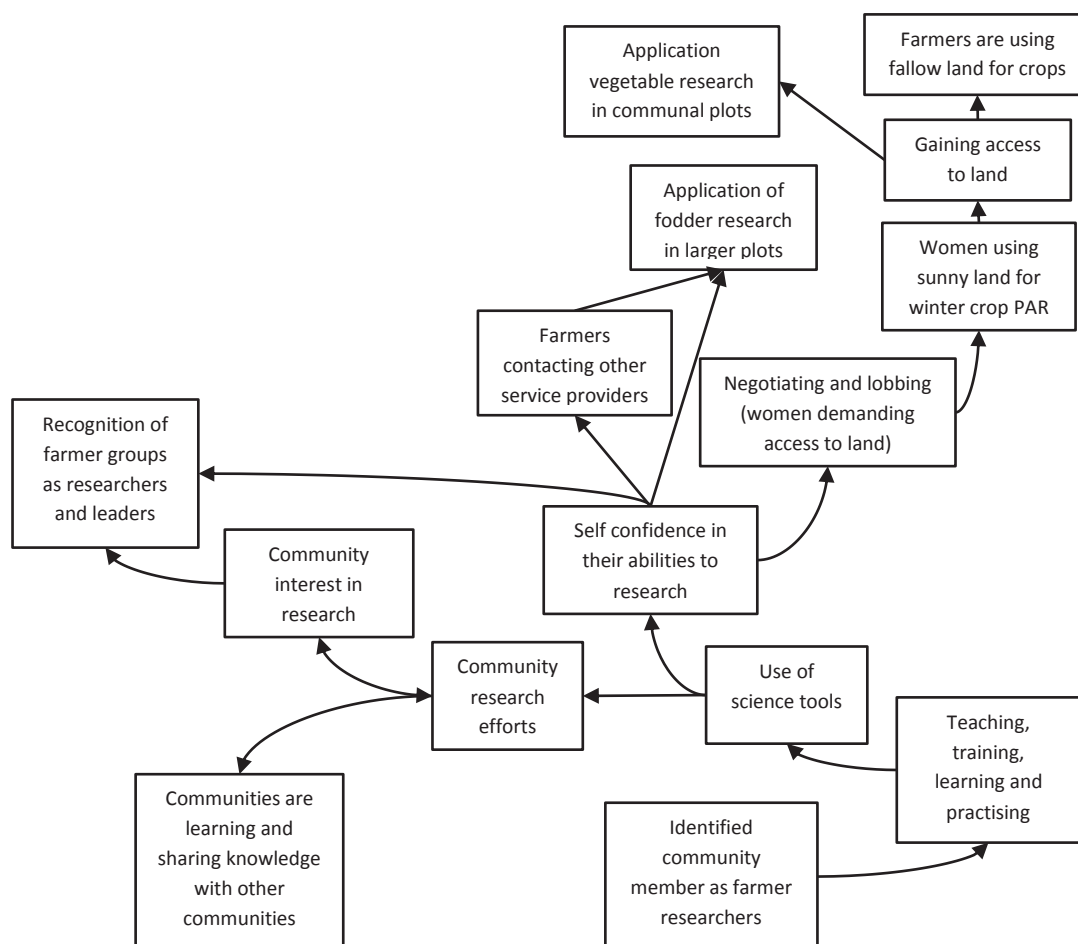 Farmers are using
fallow land for crops
Application
vegetable research
in communal plots
Gaining access
to land
Application of
fodder research
in larger plots
Women using
sunny land for
winter crop PAR
Farmers
contacting other
service providers
Negotiating and lobbing
(women demanding
access to land)
Recognition of
farmer groups
as researchers
and leaders
Self confidence in
their abilities to
research
Community
interest in
research
Community
research
efforts
Use of
science tools
Teaching,
training,
learning and
practising
Communities are
learning and
sharing knowledge
with other
communities
Identified
community
member as farmer
researchers